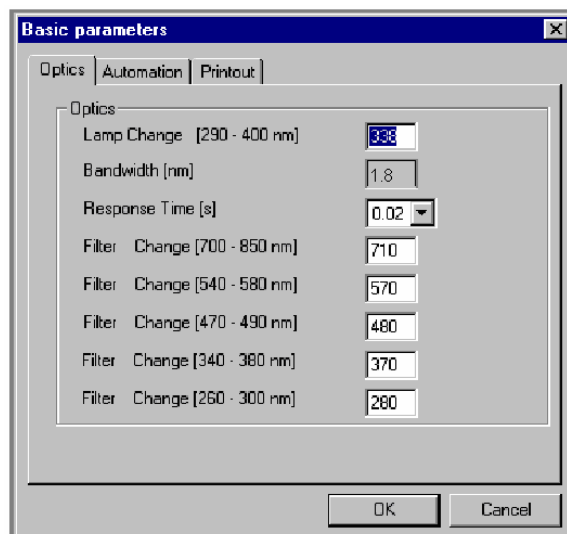 Basic parameters
Optics Automation Printout
Optics
Lamp Change [290 - 400 nm] 338
Bandwidth [nm] 1.8
Response Time [s] 0.02
Filter Change [700 - 850 nm] 710
Filter Change [540 - 580 nm] 570
Filter Change [470 - 490 nm] 480
Filter Change [340 - 380 nm] 370
Filter Change [260 - 300 nm] 280
OK Cancel